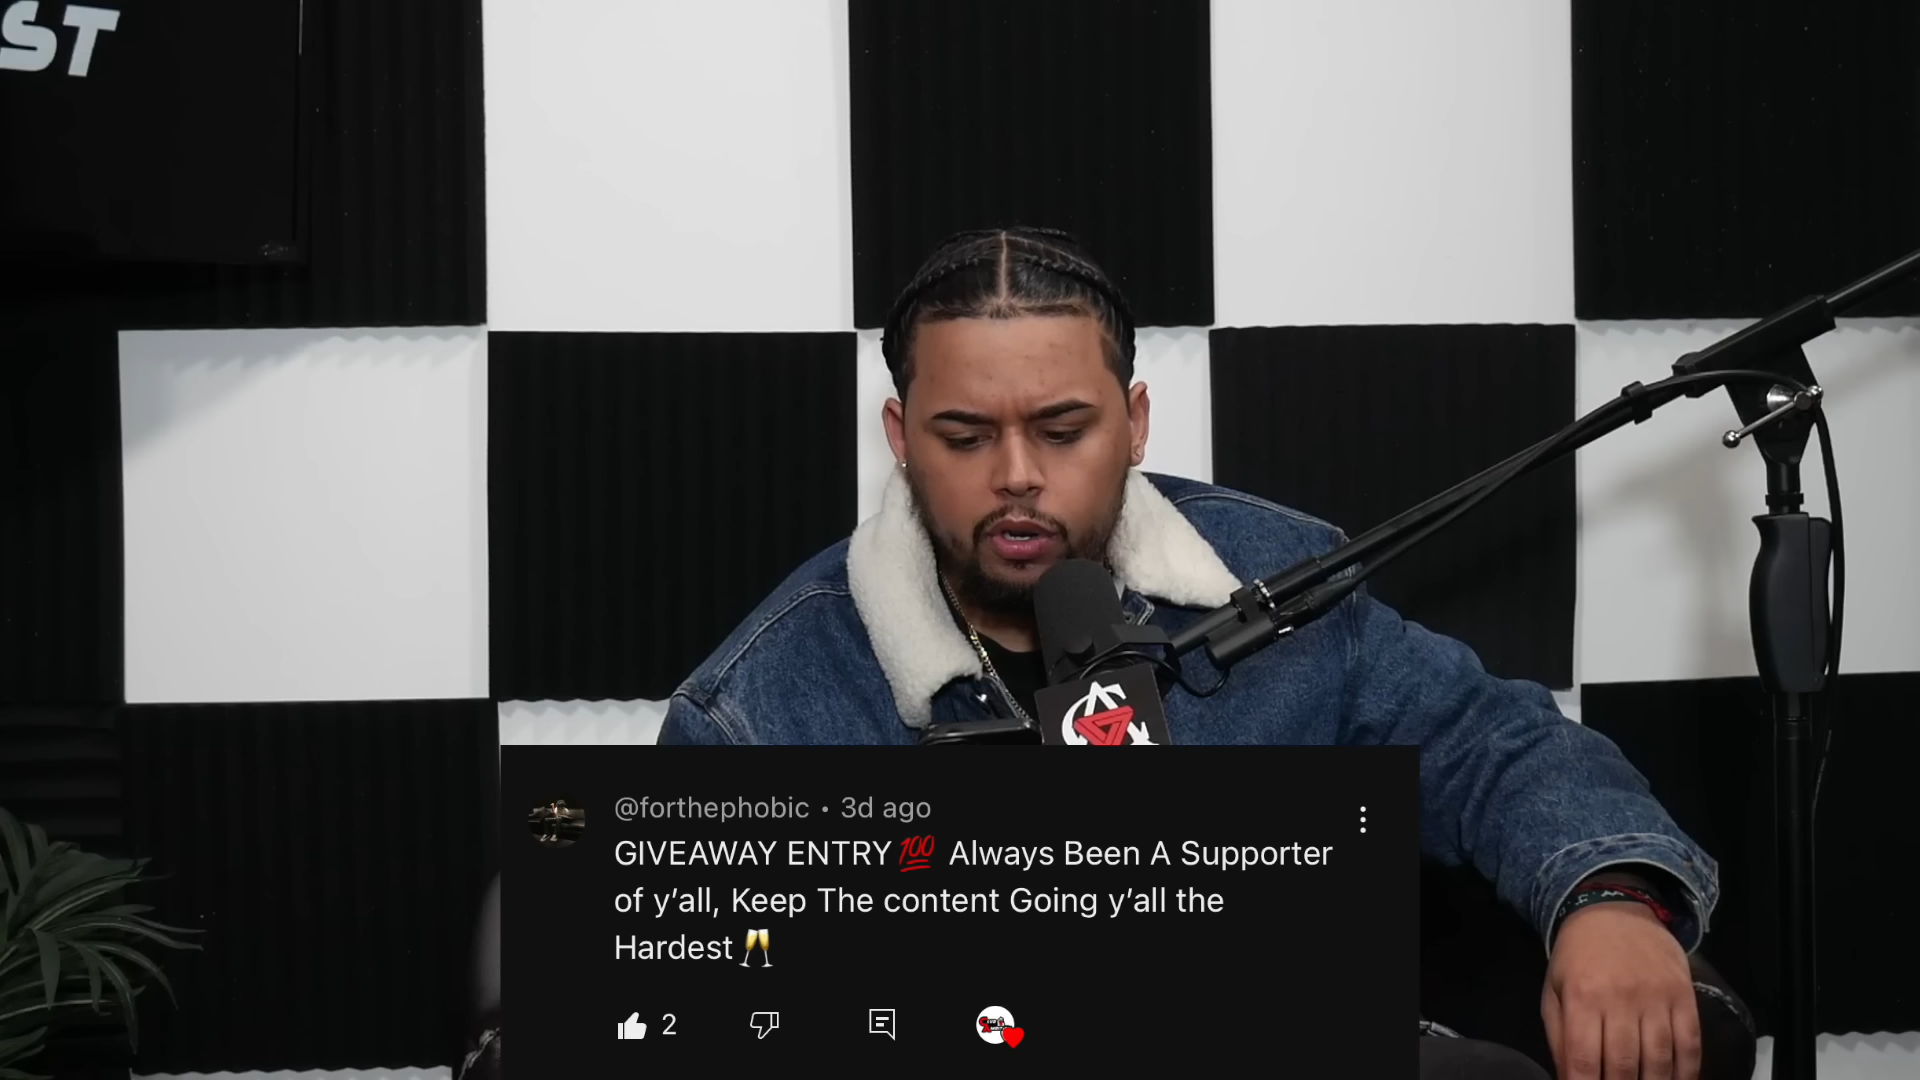 ST
@forthephobic • 3d ago
GIVEAWAY ENTRY💯 Always Been A Supporter
of y’all, Keep The content Going y’all the
Hardest🥂
2